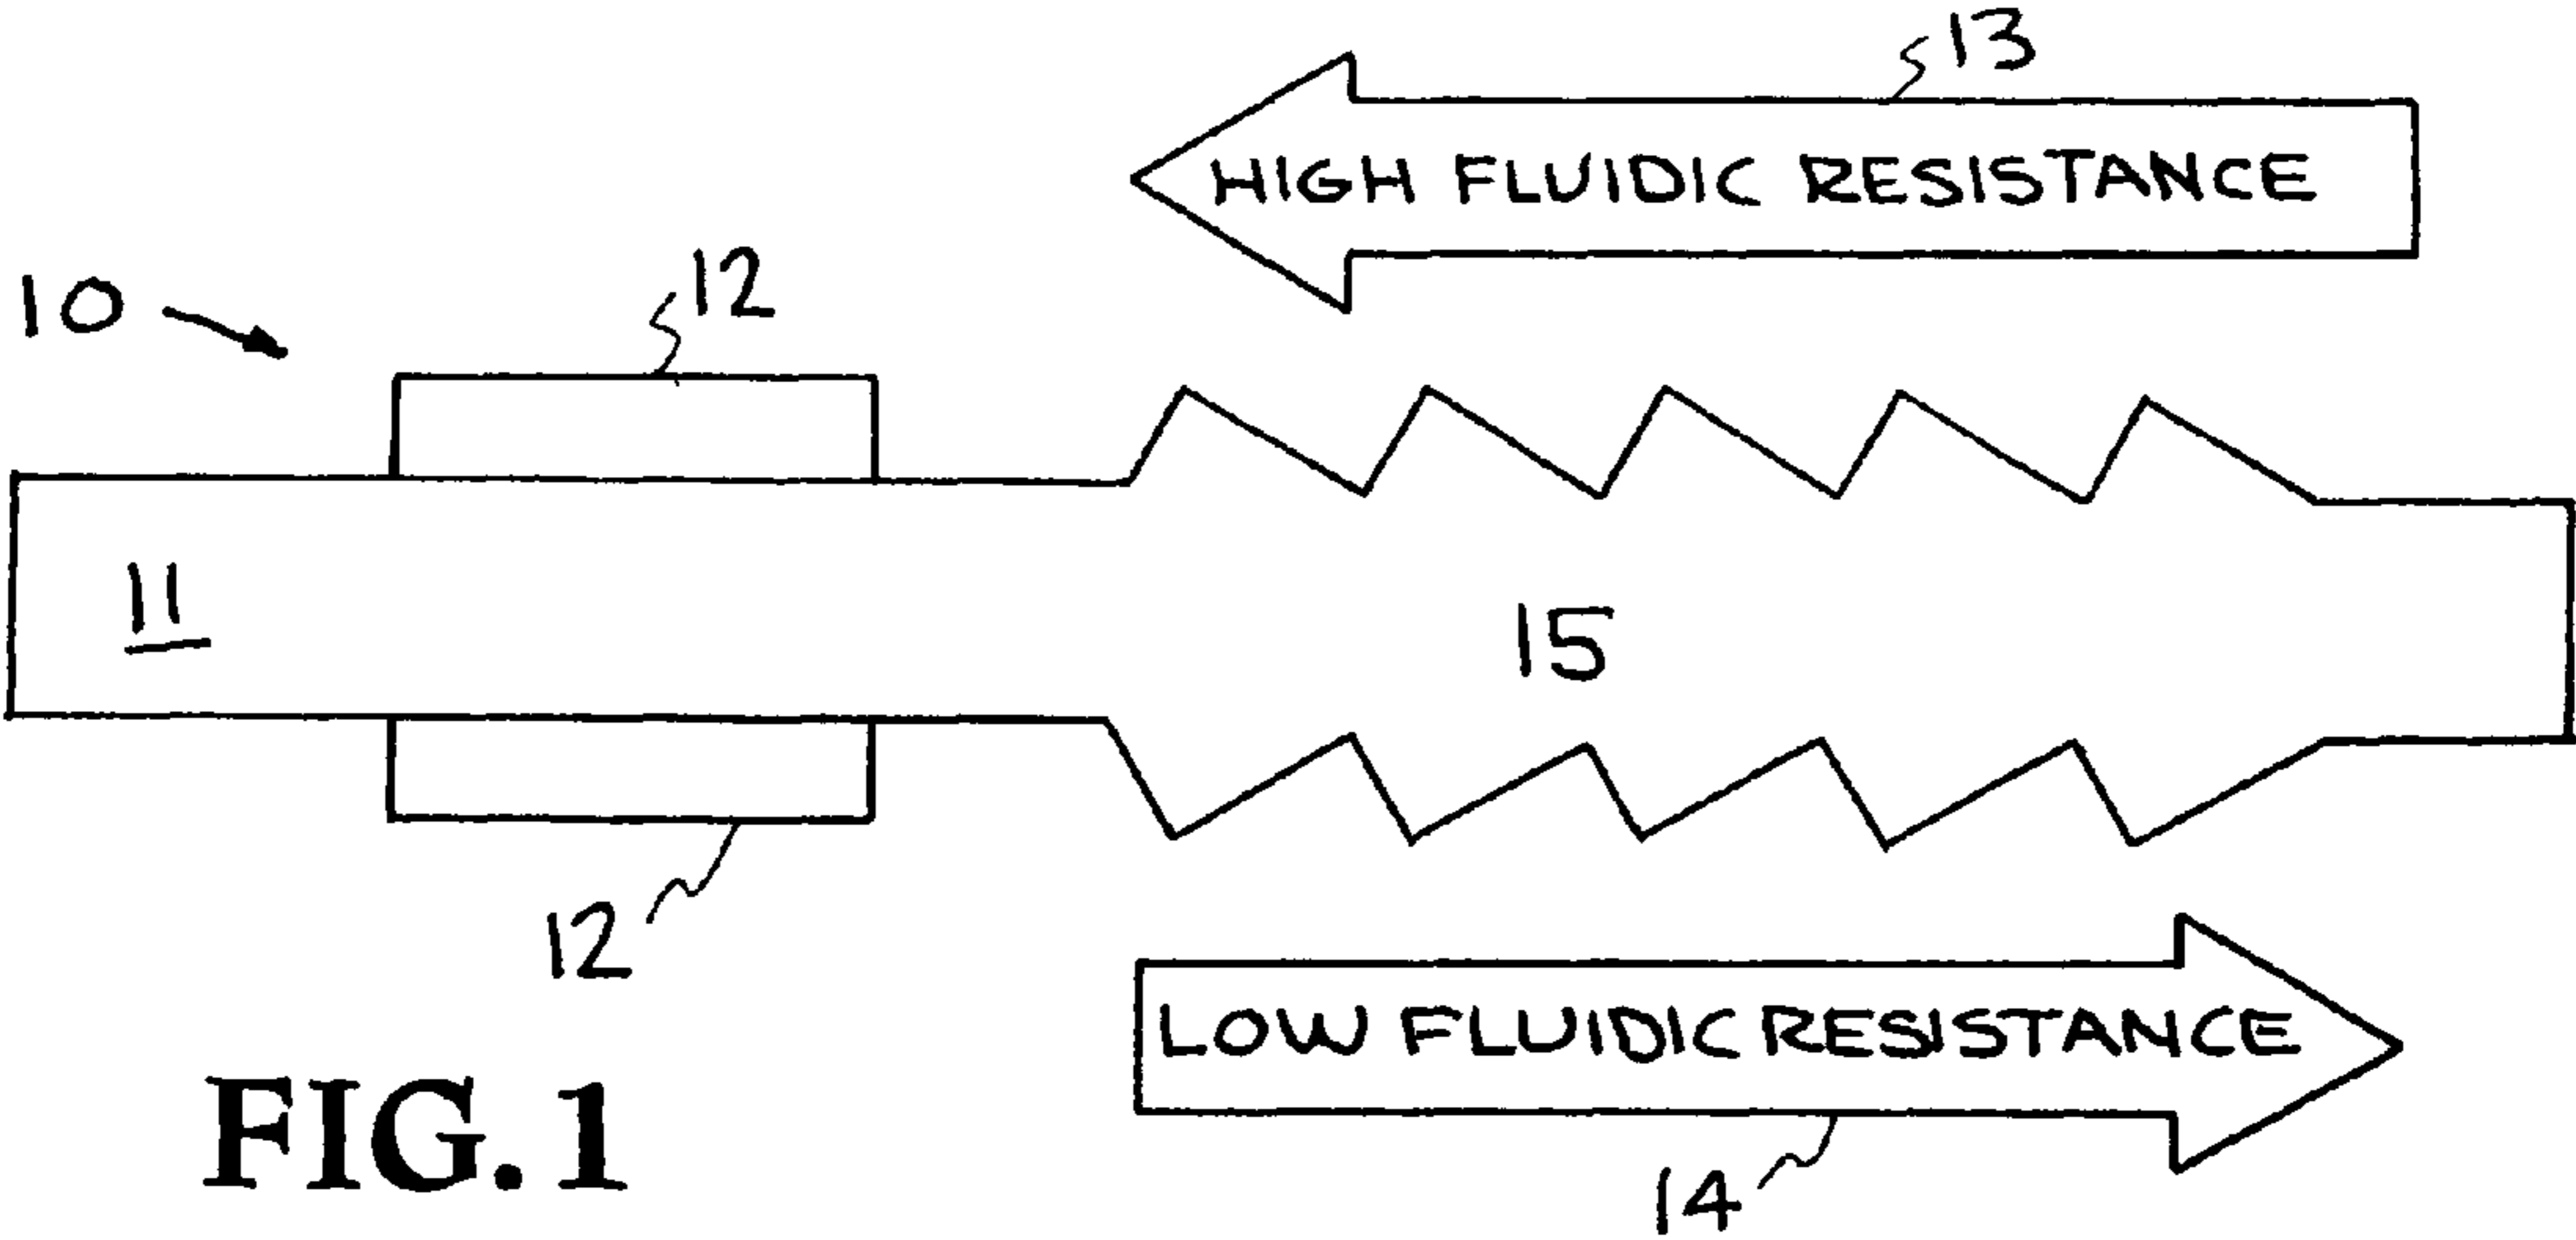 13
HIGH FLUIDIC RESISTANCE
10
12
11
15
12
LOW FLUIDIC RESISTANCE
14
FIG. 1